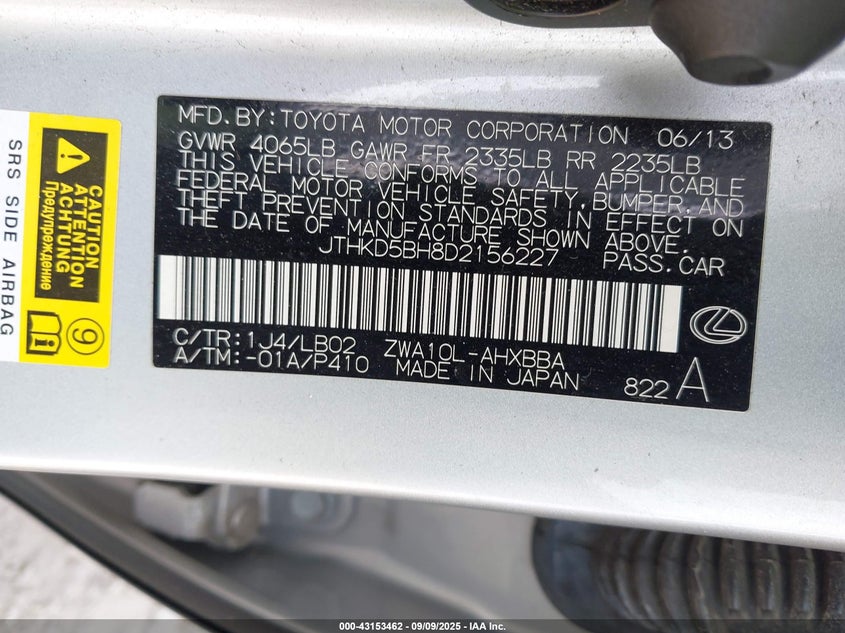 MFD. BY: TOYOTA MOTOR CORPORATION 06/13
GVWR 4065LB GAWR FR 2335LB RR 2235LB
THIS VEHICLE CONFORMS TO ALL APPLICABLE
FEDERAL MOTOR VEHICLE SAFETY, BUMPER, AND
THEFT PREVENTION STANDARDS IN EFFECT ON
THE DATE OF MANUFACTURE SHOWN ABOVE.
JTHKD5BH8D2156227 PASS. CAR
C/TR: 1J4/LB02 ZWA10L-AHXBBA
A/TM: -01A/P410 MADE IN JAPAN
822 A
CAUTION
ATTENTION
ACHTUNG
Предупреждение
9
SRS SIDE AIRBAG
000-43153462 - 09/09/2025 - IAA, Inc.